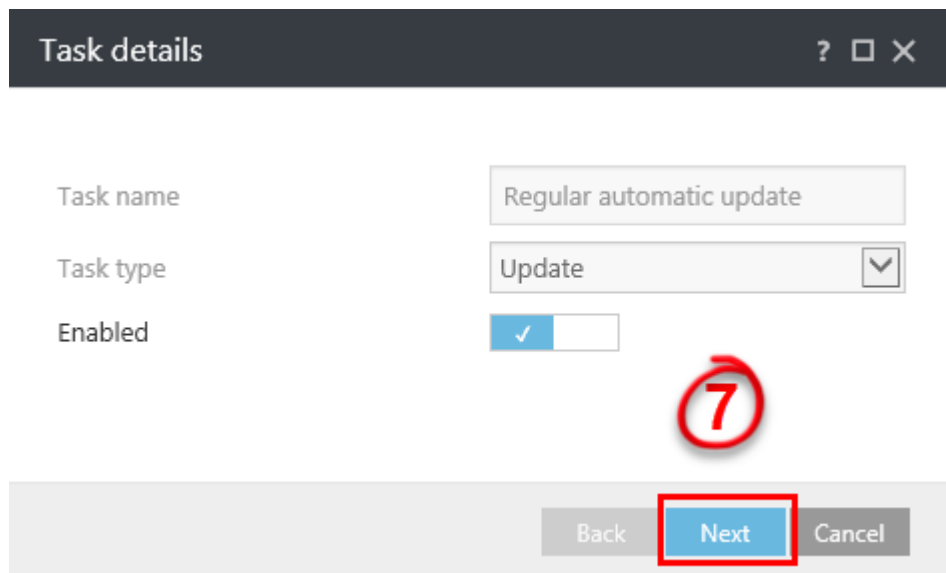 Task details ?
Task name Regular automatic update
Task type Update
Enabled
7
Back Next Cancel